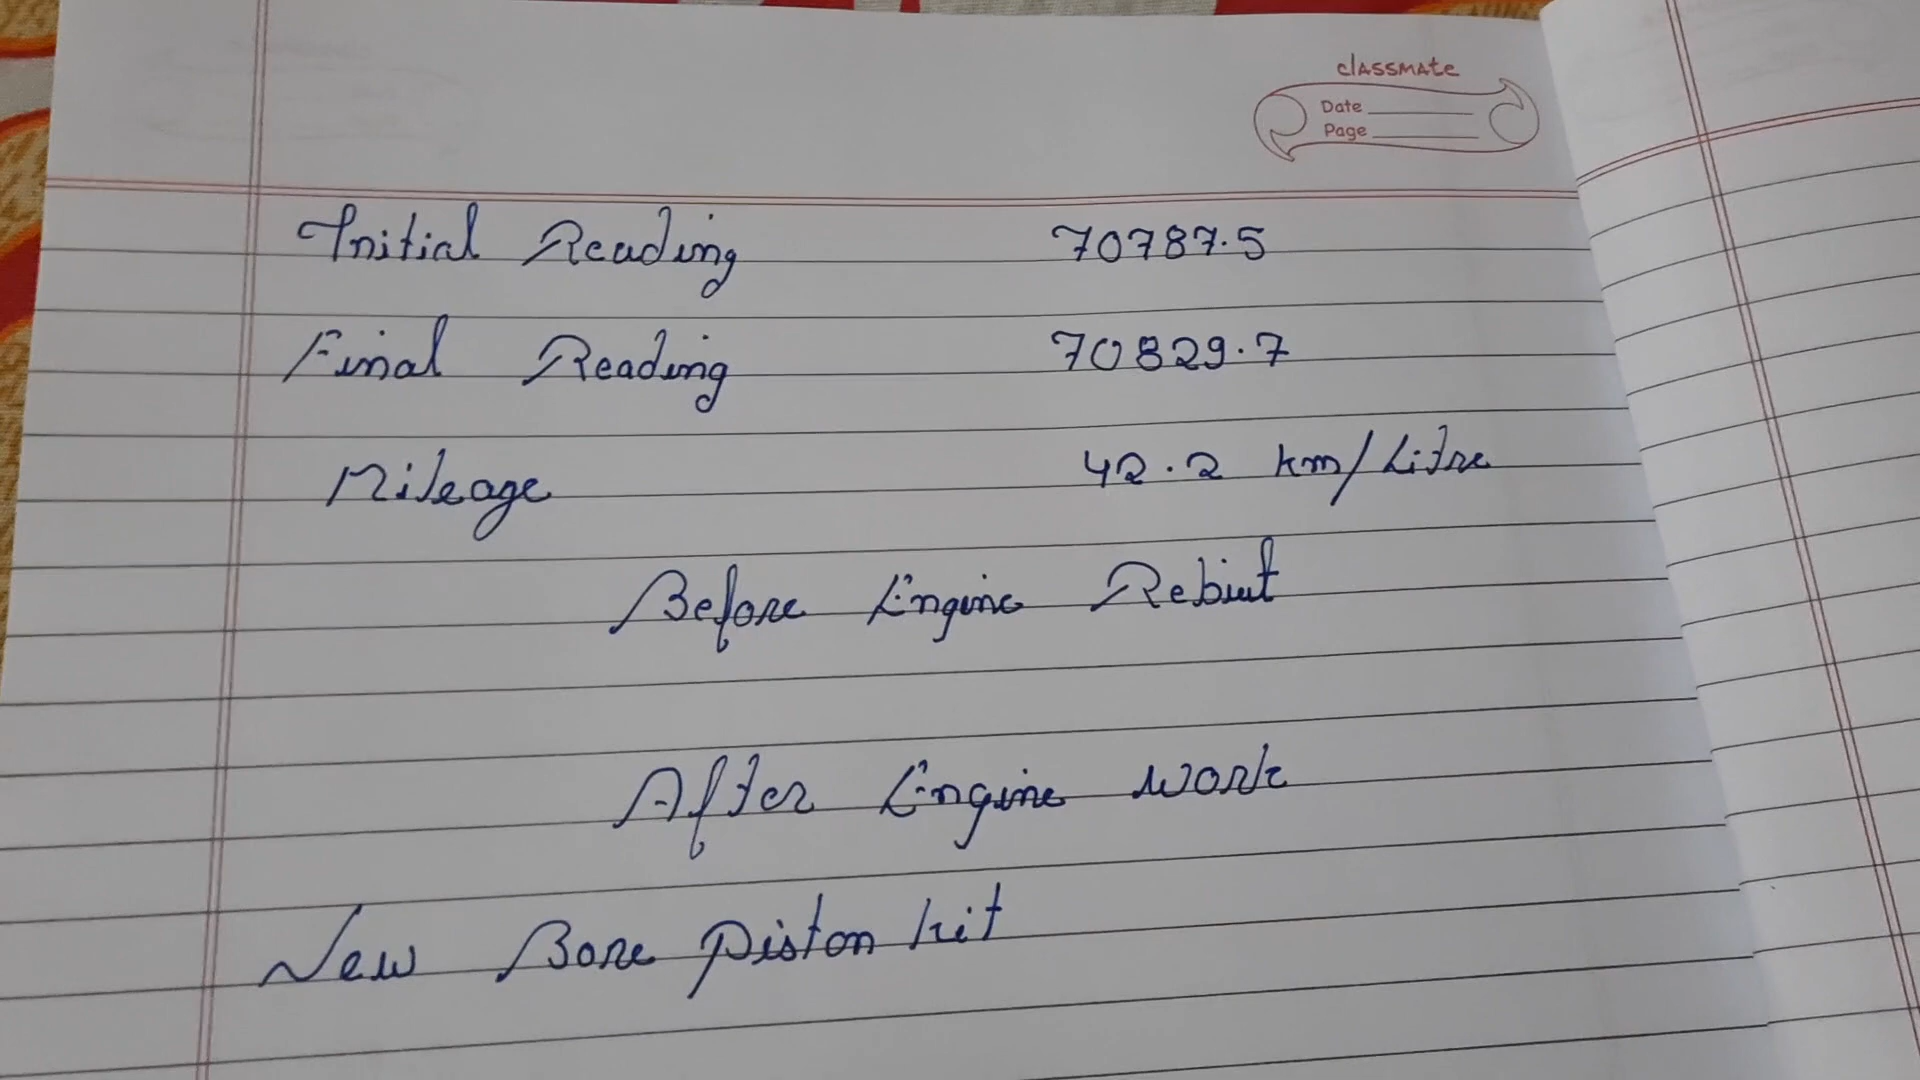 classmate
Date
Page
Initial Reading 70787.5
Final Reading 70829.7
Mileage 42.2 km/Litre
Before Engine Rebiut
After Engine work
New Bore piston kit